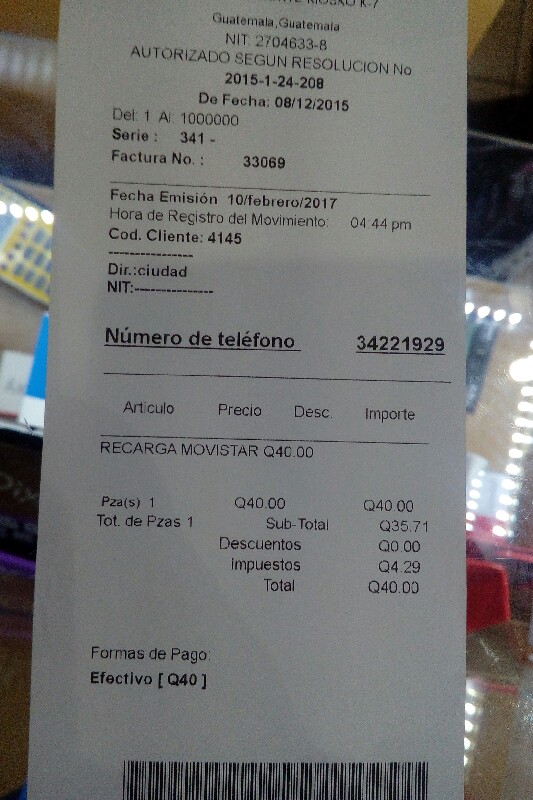 KIOSKO K-7
Guatemala,Guatemala
NIT: 2704633-8
AUTORIZADO SEGUN RESOLUCION No
2015-1-24-208
De Fecha: 08/12/2015
Del: 1 Al: 1000000
Serie : 341 -
Factura No. : 33069
Fecha Emisión 10/febrero/2017
Hora de Registro del Movimiento: 04:44 pm
Cod. Cliente: 4145
----------------
Dir.:ciudad
NIT:---------------
Número de teléfono 34221929
Articulo Precio Desc. Importe
RECARGA MOVISTAR Q40.00
Pza(s) 1 Q40.00 Q40.00
Tot. de Pzas 1 Sub-Total Q35.71
Descuentos Q0.00
Impuestos Q4.29
Total Q40.00
Formas de Pago:
Efectivo [ Q40 ]